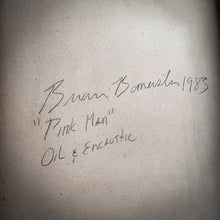 Brian Bomeisler 1983
"Pink Man"
Oil & Encaustic